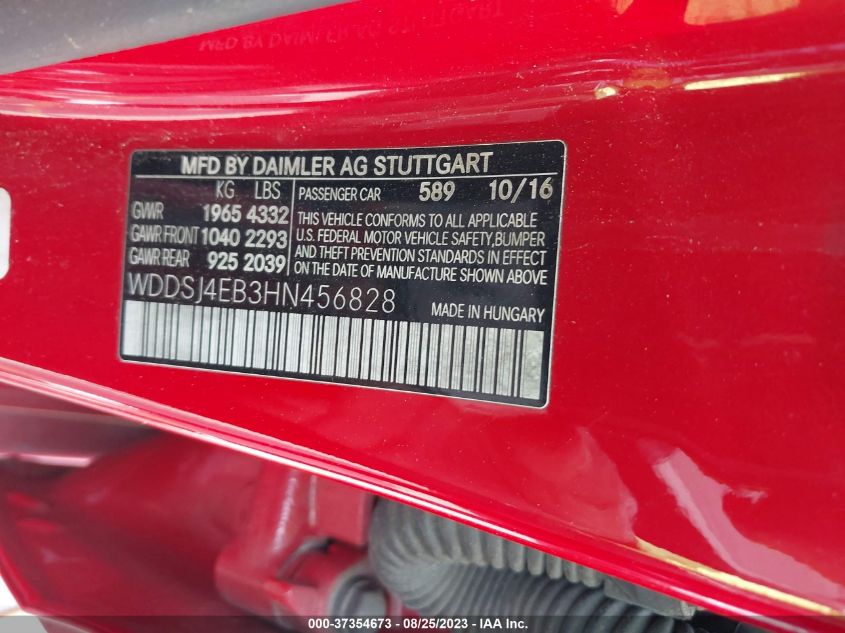 MFD BY DAIMLER AG STUTTGART
KG LBS
GVWR 1965 4332
GAWR FRONT 1040 2293
GAWR REAR 925 2039
PASSENGER CAR 589 10/16
THIS VEHICLE CONFORMS TO ALL APPLICABLE
U.S. FEDERAL MOTOR VEHICLE SAFETY,BUMPER
AND THEFT PREVENTION STANDARDS IN EFFECT
ON THE DATE OF MANUFACTURE SHOWN ABOVE
WDDSJ4EB3HN456828
MADE IN HUNGARY
000-37354673 — 08/25/2023 — IAA Inc.